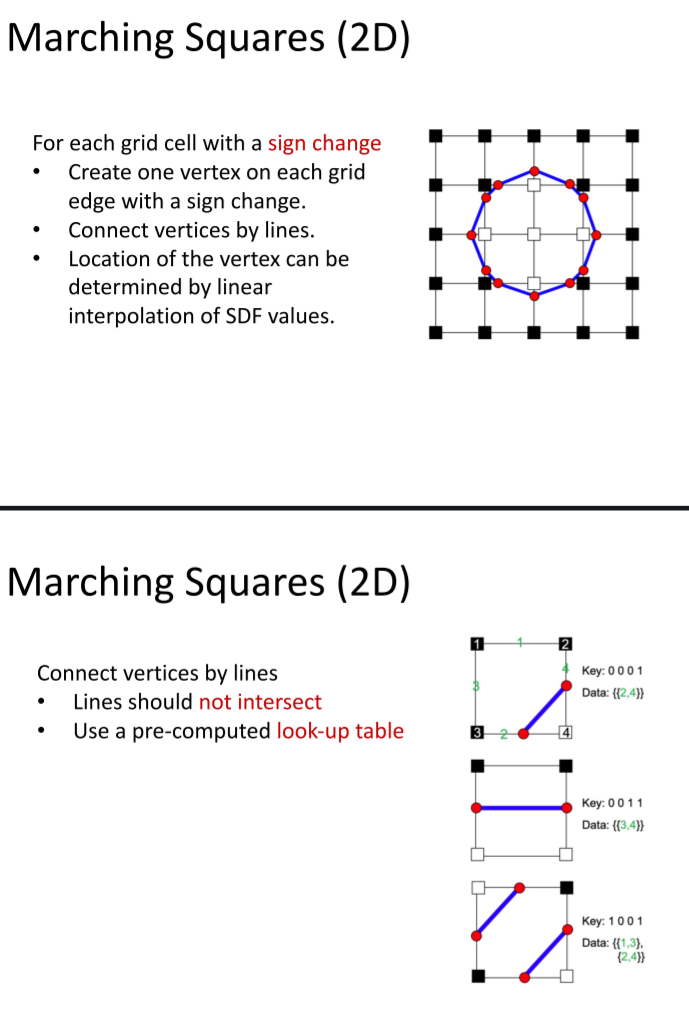 Marching Squares (2D)
For each grid cell with a sign change
• Create one vertex on each grid
edge with a sign change.
• Connect vertices by lines.
• Location of the vertex can be
determined by linear
interpolation of SDF values.
Marching Squares (2D)
Connect vertices by lines
• Lines should not intersect
• Use a pre-computed look-up table
1 1 2
4
3
3 2 4
Key: 0 0 0 1
Data: {{2,4}}
Key: 0 0 1 1
Data: {{3,4}}
Key: 1 0 0 1
Data: {{1,3},
{2,4}}